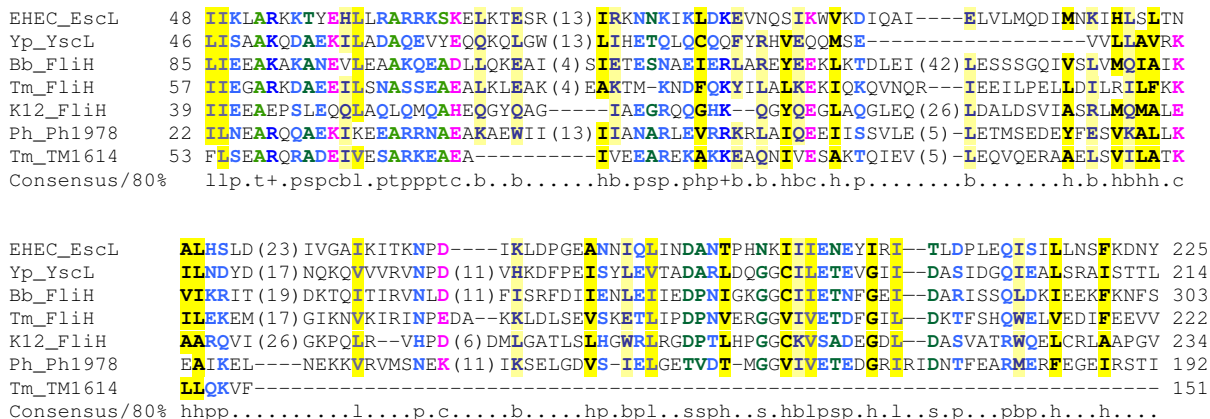 EHEC_EscL 48 IIKLARKKTYEHLLRARRKSKELKTESR(13)IRKNNKIKLDKEVNQSIKWVKDIQAI----ELVLMQDIMNKIHLSLTN
Yp_YscL 46 LISAAKQDAEKILADAQEVYEQQKQLGW(13)LIHETQLQCQQFYRHVEQQMSE---------------VVLLAVRK
Bb_FliH 85 LIEEAKAKANEVLEAAKQEADLLQKEAI(4)SIETESNAEIERLAREYEEKLKTDLEI(42)LESSSGQIVSLVMQIAIK
Tm_FliH 57 IIEGARKDAEEILSNASSEAEALKLEAK(4)EAKTM-KNDFQKYILALKEKIQKQVNQR---IEEILPELLDILRILFKK
K12_FliH 39 IIEEAEPSLEQQLAQLQMQAHEQGYQAG----IAEGRQQGHK--QGYQEGLAQGLEQ(26)LDALDSVIASRLMQMALE
Ph_Ph1978 22 ILNEARQQAEKIKEEARRNAEAKAEWII(13)IIANARLEVRRKRLAIQEEIISSVLE(5)-LETMSEDEYFESVKALLK
Tm_TM1614 53 FLSEARQRADEIVESARKEAEA----------IVEEAREKAKKEAQNIVESAKTQIEV(5)-LEQVQERAAFLSVILATK
Consensus/80% llp.t+.pspcbl.ptppptc.b..b......hb.psp.php+b.b.hbc.h.p........b.......h.b.hbhh.c
EHEC_EscL ALHSLD(23)IVGAIKITKNPD----IKLDPGEANNIQLINDANTPHNKIIIENEYIRI--TLDPLEQISILLNSFKDNY 225
Yp_YscL ILNDYD(17)NQKQVVVRVNPD(11)VHKDFPEISYLEVTADARLDQGGCILETEVGII--DASIDGQIEALSRAISTTL 214
Bb_FliH VIKRIT(19)DKTQITIRVNLD(11)FISRFDIIENLEIIEDPNIGKGGCIIETNFGEI--DARISSQLDKIEEKFKNFS 303
Tm_FliH ILEKEM(17)GIKNVKIRINPEDA--KKLDLSEVSKETLIPDPNVERGGVIVETDFGIL--DKTFSHQWELVEDIFEEVV 222
K12_FliH AARQVI(26)GKPQLR--VHPD(6)DMLGATLSLHGWRLRGDPTLHPGGCKVSADEGDL--DASVATRWQELCRLAAPGV 234
Ph_Ph1978 EAIKEL----NEKKVRVMSNEK(11)IKSELGDVS-IELGETVDTM-GGVIVETEDGRIRIDNTFEARMERFEGEIRSTI 192
Tm_TM1614 LLQKVF-------------------------------------------------------------------------- 151
Consensus/80% hhpp..........l....p.c.....b......hp.bpl..ssph..s.hblpsp.h.l..s.p...pbp.h...h....